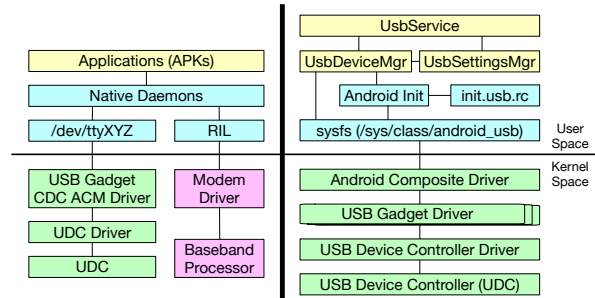 Applications (APKs)
Native Daemons
/dev/ttyXYZ
RIL
USB Gadget
CDC ACM Driver
Modem
Driver
UDC Driver
UDC
Baseband
Processor
UsbService
UsbDeviceMgr
UsbSettingsMgr
Android Init
init.usb.rc
sysfs (/sys/class/android_usb)
User
Space
Kernel
Space
Android Composite Driver
USB Gadget Driver
USB Device Controller Driver
USB Device Controller (UDC)